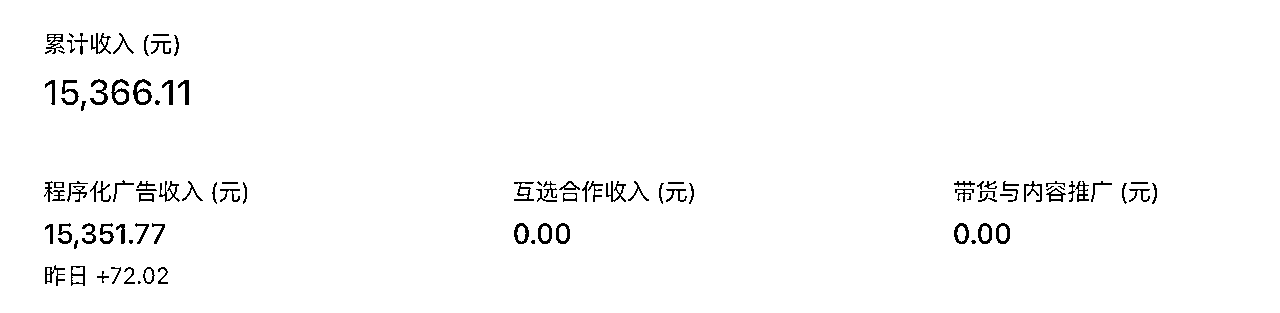 累计收入 (元)
15,366.11
程序化广告收入 (元)
15,351.77
昨日 +72.02
互选合作收入 (元)
0.00
带货与内容推广 (元)
0.00